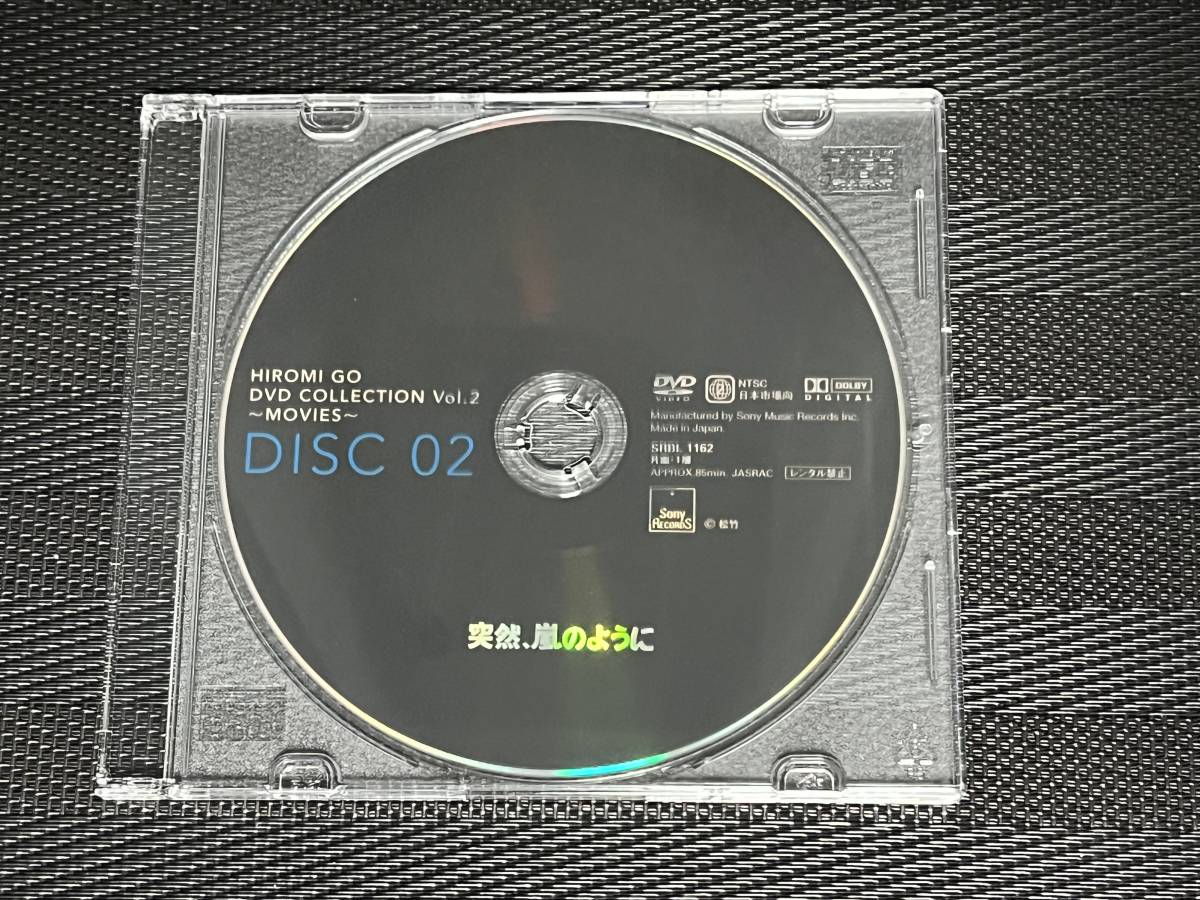 HIROMI GO
DVD COLLECTION Vol.2
~MOVIES~
DISC 02
DVD
VIDEO
2
NTSC
日本市場向
DOLBY
DIGITAL
Manufactured by Sony Music Records Inc.
Made in Japan.
SRBL 1162
片面・1層
APPROX.85min. JASRAC
レンタル禁止
Sony
RECORDS
© 松竹
突然、嵐のように